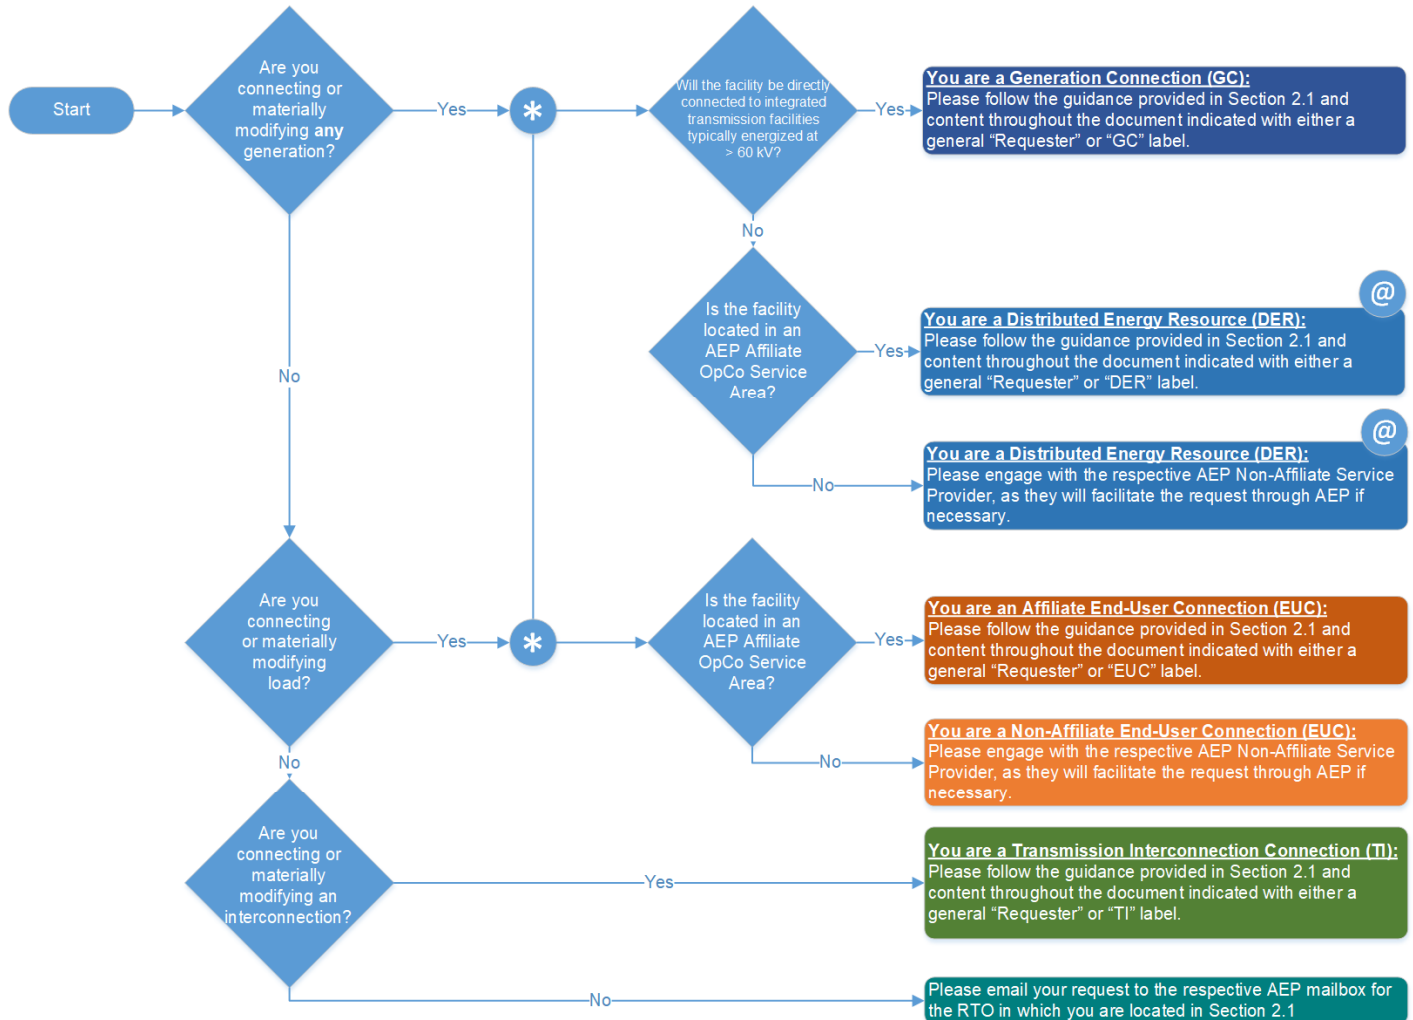 Start
Are you
connecting or
materially
modifying any
generation?
Yes
*
Will the facility be directly
connected to integrated
transmission facilities
typically energized at
> 60 kV?
Yes
You are a Generation Connection (GC):
Please follow the guidance provided in Section 2.1 and
content throughout the document indicated with either a
general “Requester” or “GC” label.
No
Is the facility
located in an
AEP Affiliate
OpCo Service
Area?
Yes
@
You are a Distributed Energy Resource (DER):
Please follow the guidance provided in Section 2.1 and
content throughout the document indicated with either a
general “Requester” or “DER” label.
No
@
You are a Distributed Energy Resource (DER):
Please engage with the respective AEP Non-Affiliate Service
Provider, as they will facilitate the request through AEP if
necessary.
No
Are you
connecting
or materially
modifying
load?
Yes
*
Is the facility
located in an
AEP Affiliate
OpCo Service
Area?
Yes
You are an Affiliate End-User Connection (EUC):
Please follow the guidance provided in Section 2.1 and
content throughout the document indicated with either a
general “Requester” or “EUC” label.
No
You are a Non-Affiliate End-User Connection (EUC):
Please engage with the respective AEP Non-Affiliate Service
Provider, as they will facilitate the request through AEP if
necessary.
No
Are you
connecting or
materially
modifying an
interconnection?
Yes
You are a Transmission Interconnection Connection (TI):
Please follow the guidance provided in Section 2.1 and
content throughout the document indicated with either a
general “Requester” or “TI” label.
No
Please email your request to the respective AEP mailbox for
the RTO in which you are located in Section 2.1